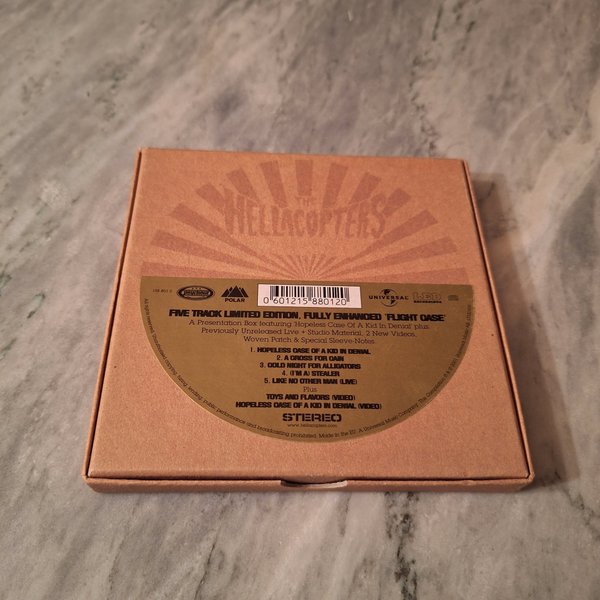 THE
HELLACOPTERS
POLAR
0 601215 880120
UNIVERSAL
FIVE TRACK LIMITED EDITION, FULLY ENHANCED 'FLIGHT CASE'
A Presentation Box featuring 'Hopeless Case Of A Kid In Denial' plus
Previously Unreleased Live + Studio Material, 2 New Videos,
Woven Patch & Special Sleeve-Notes.
1. HOPELESS CASE OF A KID IN DENIAL
2. A CROSS FOR CAIN
3. COLD NIGHT FOR ALLIGATORS
4. (I'M A) STEALER
5. LIKE NO OTHER MAN (LIVE)
Plus
TOYS AND FLAVORS (VIDEO)
HOPELESS CASE OF A KID IN DENIAL (VIDEO)
STEREO
www.hellacopters.com